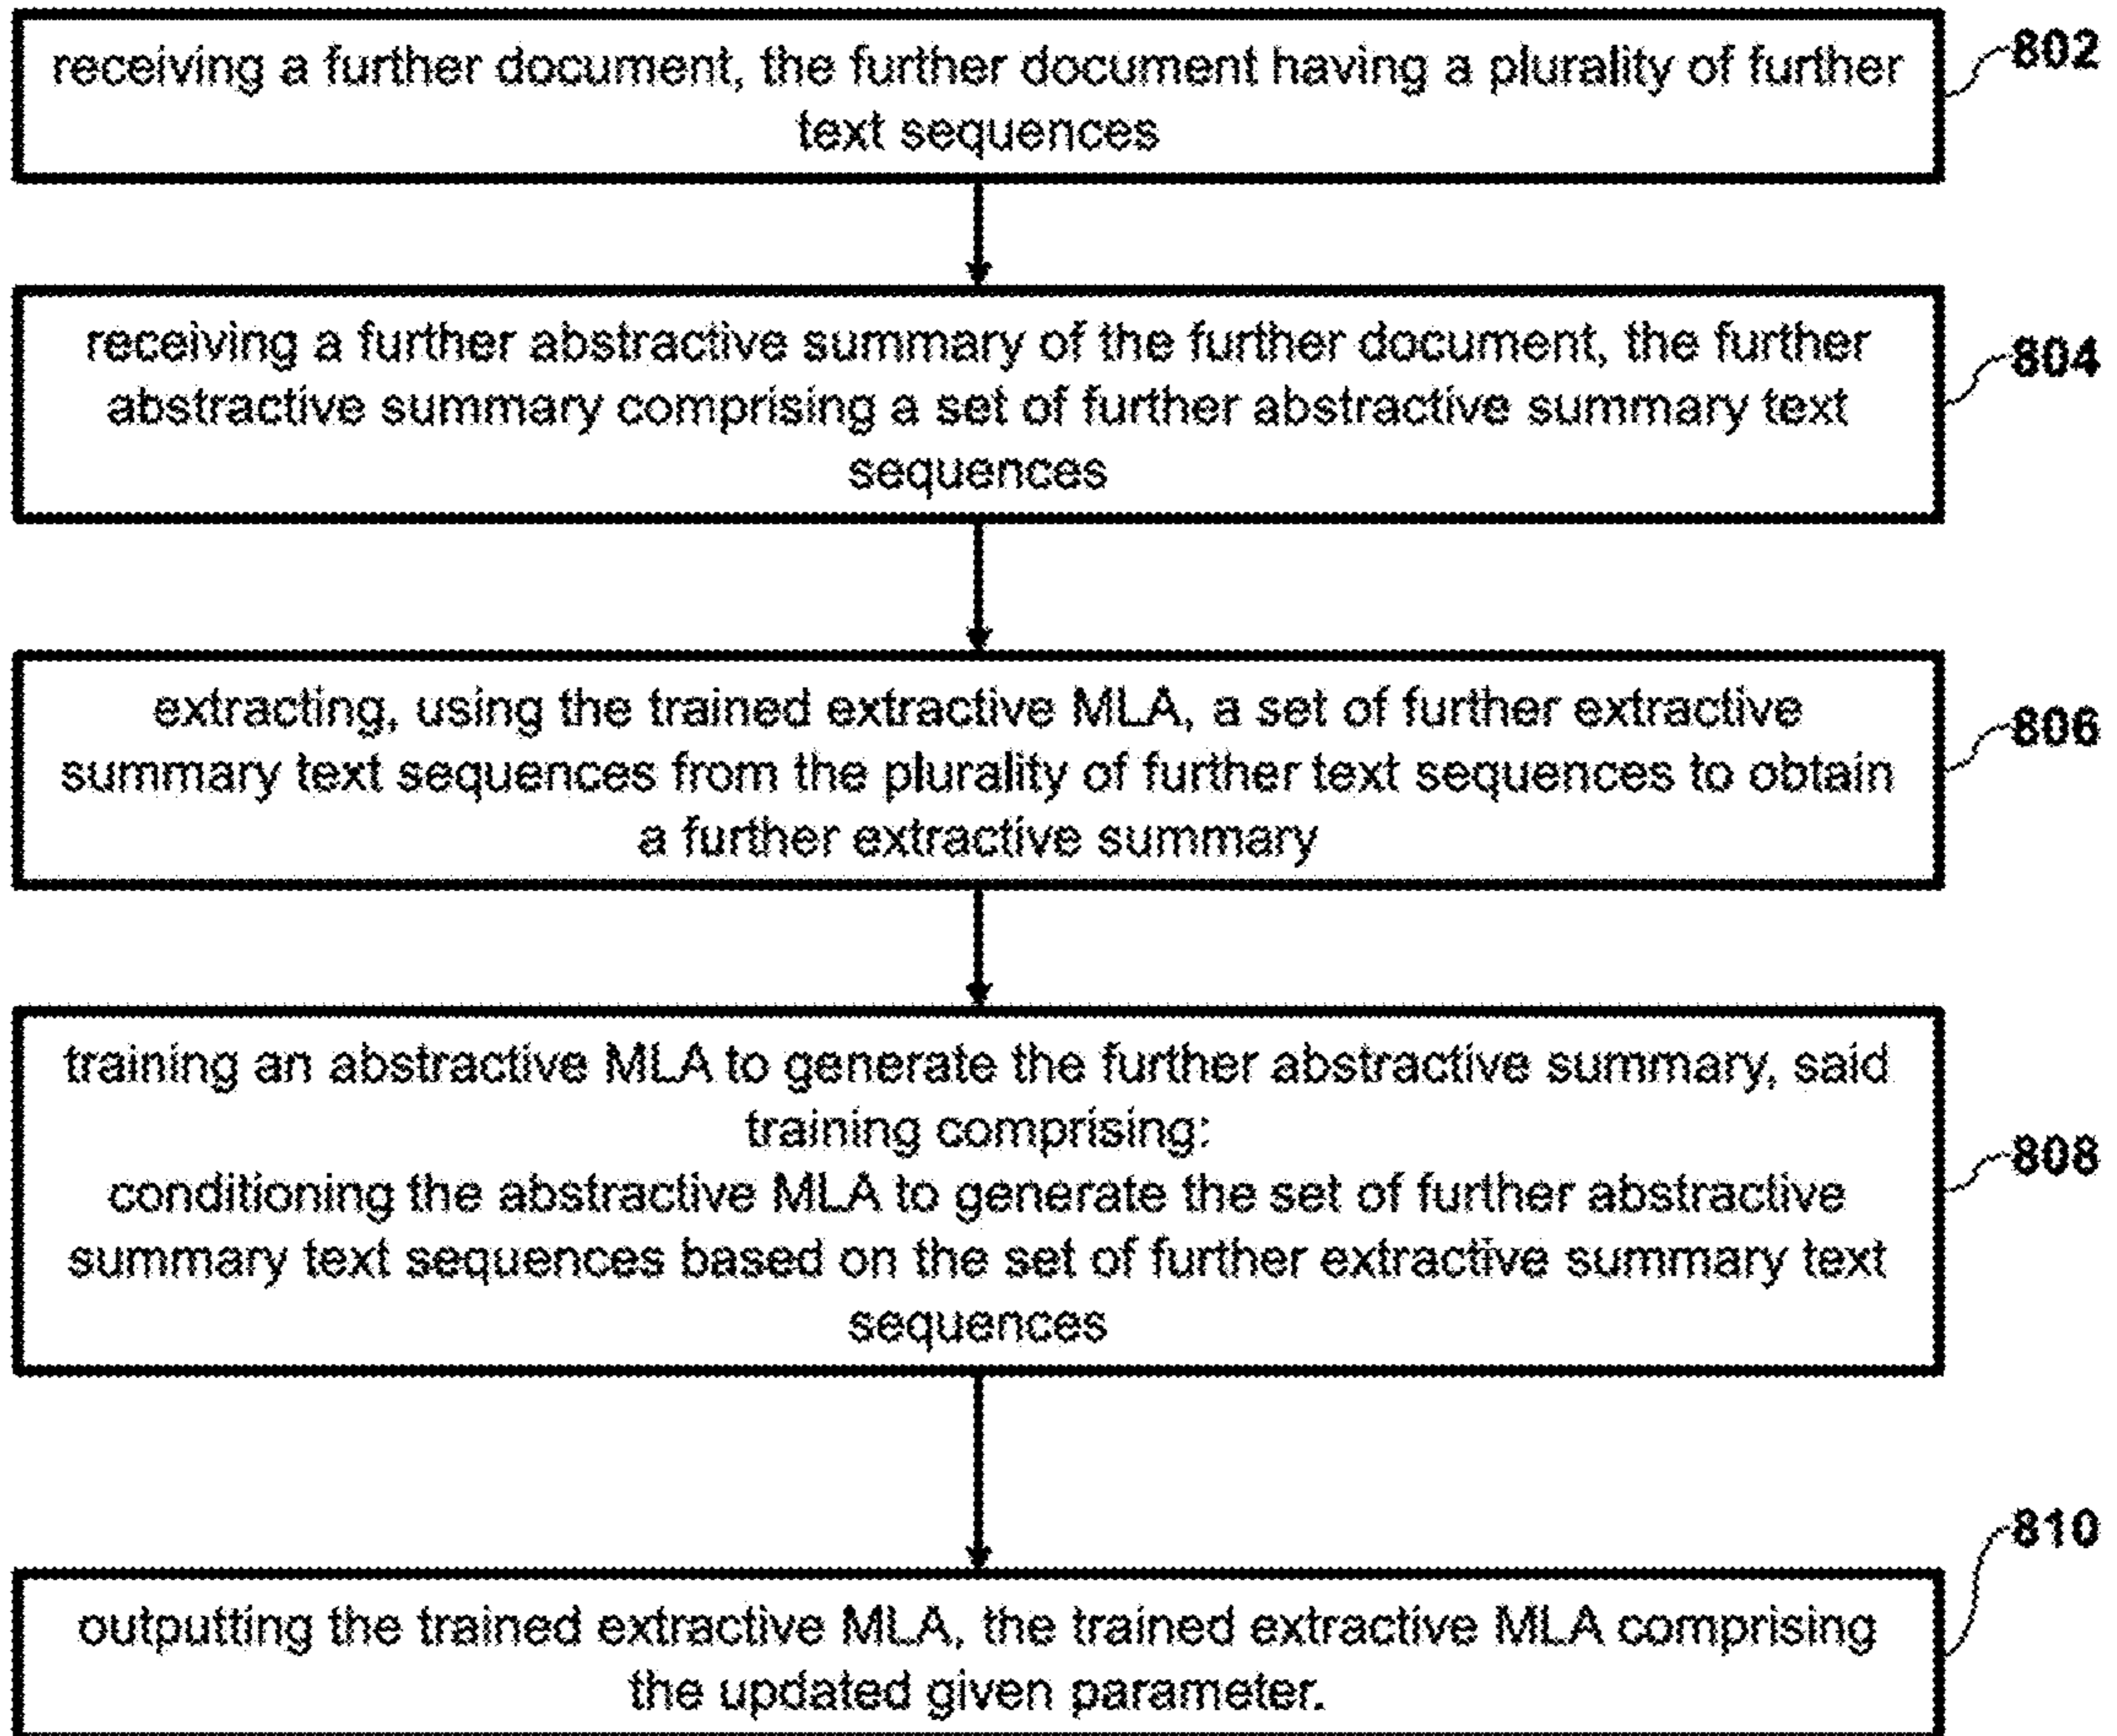 receiving a further document, the further document having a plurality of further
text sequences
802
receiving a further abstractive summary of the further document, the further
abstractive summary comprising a set of further abstractive summary text
sequences
804
extracting, using the trained extractive MLA, a set of further extractive
summary text sequences from the plurality of further text sequences to obtain
a further extractive summary
806
training an abstractive MLA to generate the further abstractive summary, said
training comprising:
conditioning the abstractive MLA to generate the set of further abstractive
summary text sequences based on the set of further extractive summary text
sequences
808
outputting the trained extractive MLA, the trained extractive MLA comprising
the updated given parameter.
810